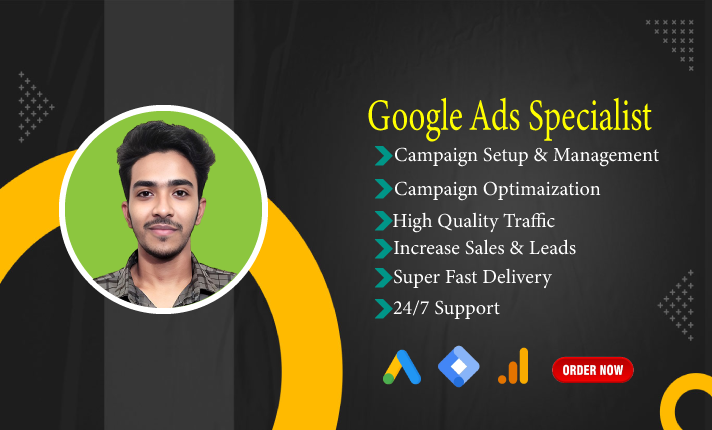 Google Ads Specialist
Campaign Setup & Management
Campaign Optimaization
High Quality Traffic
Increase Sales & Leads
Super Fast Delivery
24/7 Support
ORDER NOW